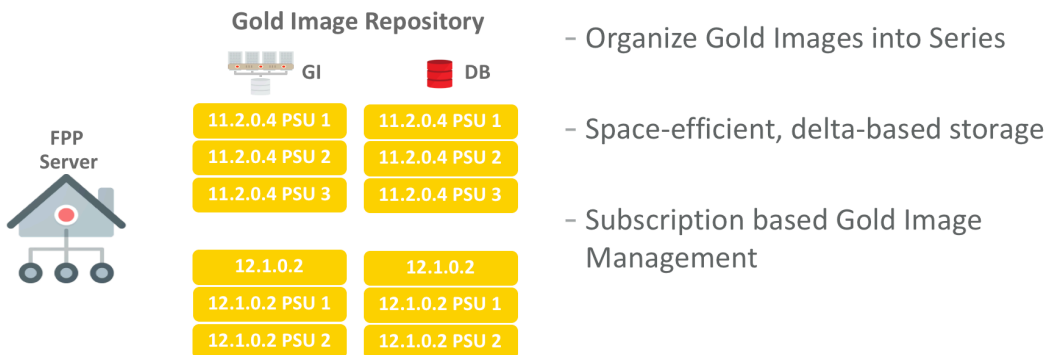 Gold Image Repository
GI
DB
FPP
Server
11.2.0.4 PSU 1
11.2.0.4 PSU 1
11.2.0.4 PSU 2
11.2.0.4 PSU 2
11.2.0.4 PSU 3
11.2.0.4 PSU 3
12.1.0.2
12.1.0.2
12.1.0.2 PSU 1
12.1.0.2 PSU 1
12.1.0.2 PSU 2
12.1.0.2 PSU 2
- Organize Gold Images into Series
- Space-efficient, delta-based storage
- Subscription based Gold Image
Management